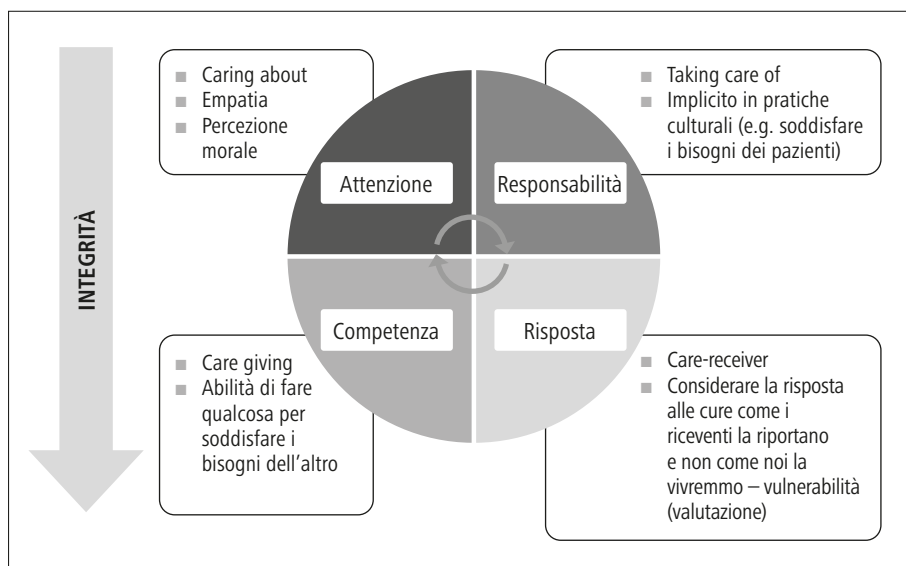 INTEGRITÀ
■ Caring about
■ Empatia
■ Percezione
morale
■ Taking care of
■ Implicito in pratiche
culturali (e.g. soddisfare
i bisogni dei pazienti)
Attenzione
Responsabilità
Competenza
Risposta
■ Care giving
■ Abilità di fare
qualcosa per
soddisfare i
bisogni dell’altro
■ Care-receiver
■ Considerare la risposta
alle cure come i
riceventi la riportano
e non come noi la
vivremmo – vulnerabilità
(valutazione)